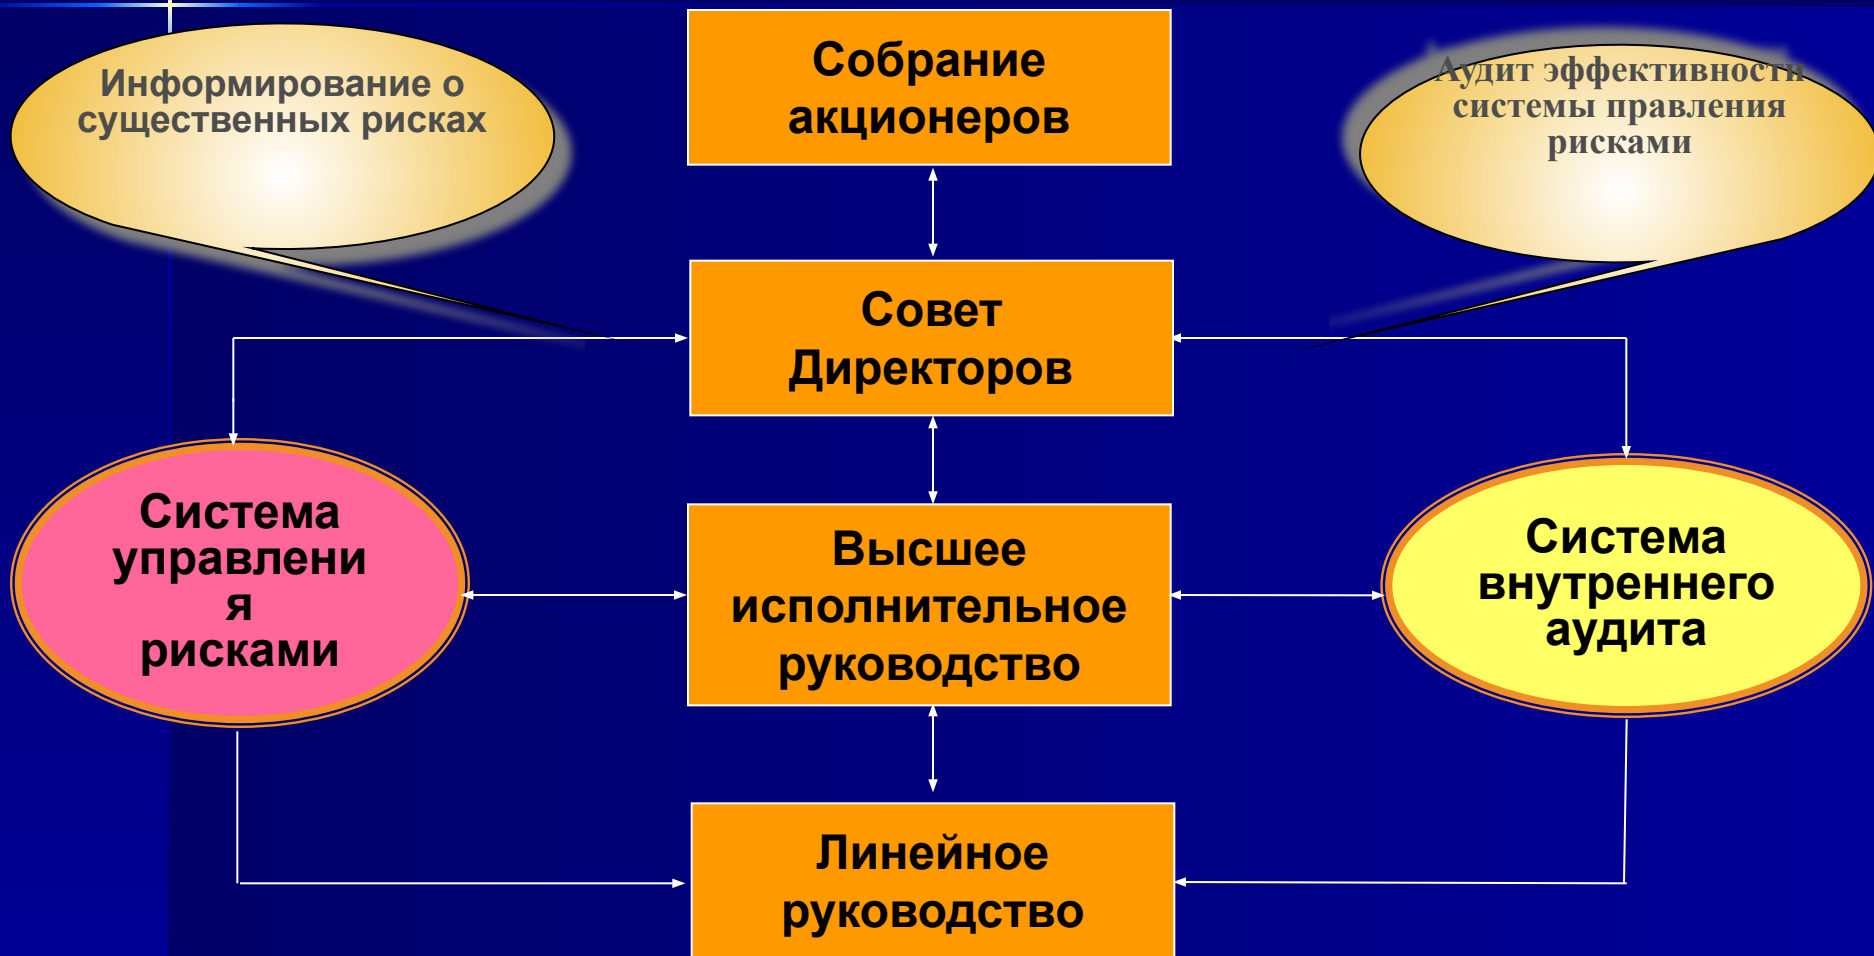 Информирование о
существенных рисках
Собрание
акционеров
Аудит эффективности
системы правления
рисками
Совет
Директоров
Система
управлени
я
рисками
Высшее
исполнительное
руководство
Система
внутреннего
аудита
Линейное
руководство